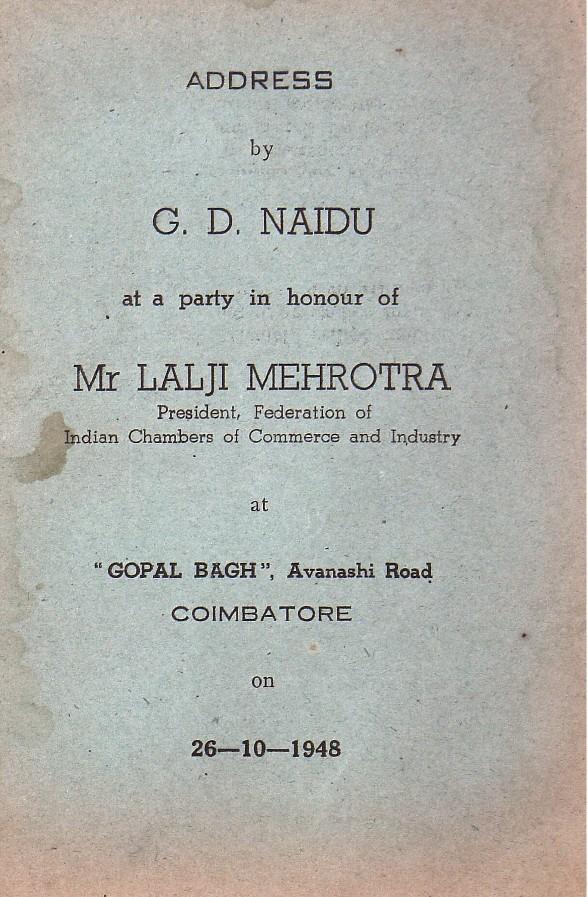 ADDRESS
by
G. D. NAIDU
at a party in honour of
Mr LALJI MEHROTRA
President, Federation of
Indian Chambers of Commerce and Industry
at
"GOPAL BAGH", Avanashi Road
COIMBATORE
on
26—10—1948